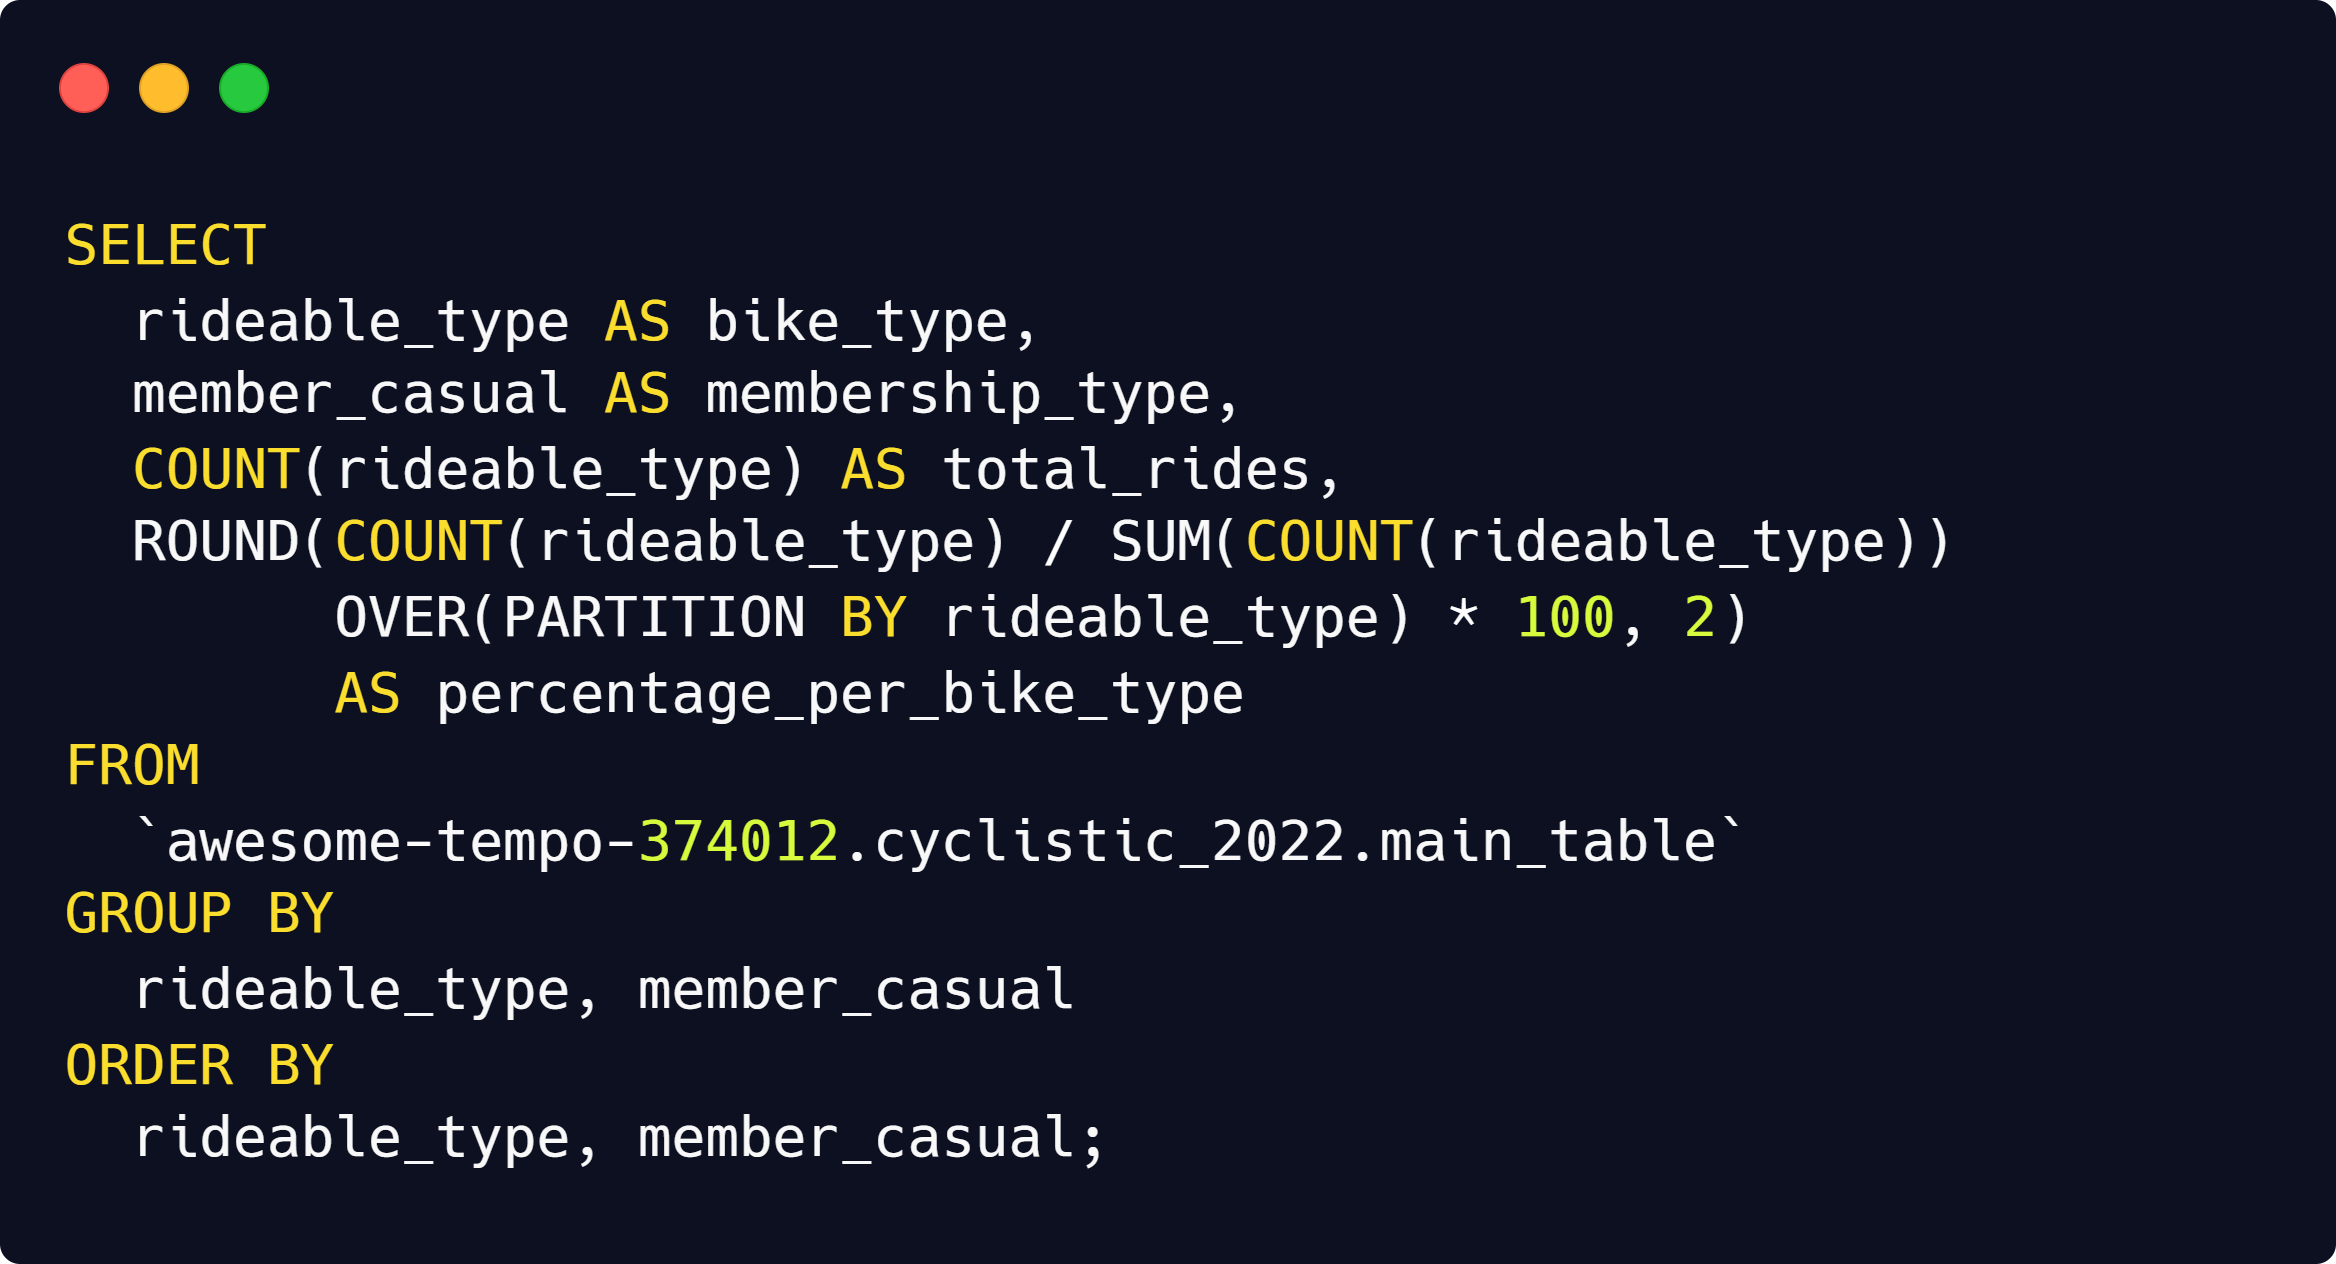 SELECT
  rideable_type AS bike_type,
  member_casual AS membership_type,
  COUNT(rideable_type) AS total_rides,
  ROUND(COUNT(rideable_type) / SUM(COUNT(rideable_type))
        OVER(PARTITION BY rideable_type) * 100, 2)
        AS percentage_per_bike_type
FROM
  `awesome-tempo-374012.cyclistic_2022.main_table`
GROUP BY
  rideable_type, member_casual
ORDER BY
  rideable_type, member_casual;